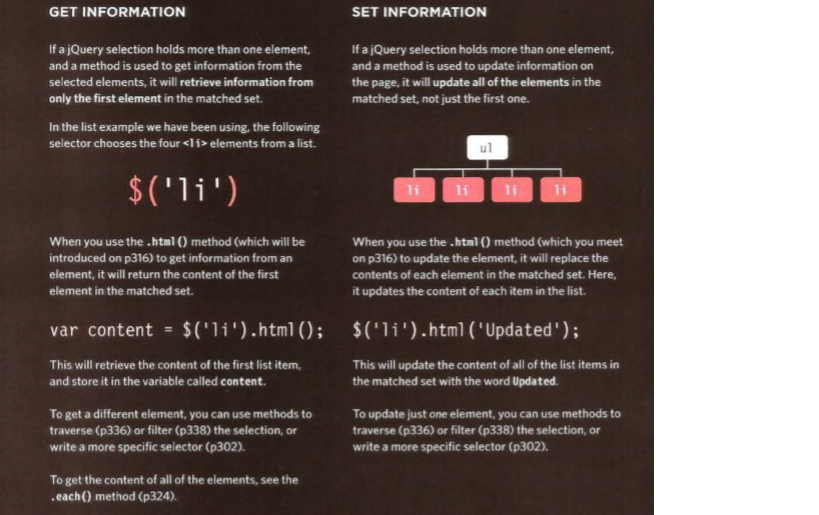 GET INFORMATION
If a jQuery selection holds more than one element,
and a method is used to get information from the
selected elements, it will retrieve information from
only the first element in the matched set.
In the list example we have been using, the following
selector chooses the four <li> elements from a list.
$('li')
When you use the .html() method (which will be
introduced on p316) to get information from an
element, it will return the content of the first
element in the matched set.
var content = $('li').html();
This will retrieve the content of the first list item,
and store it in the variable called content.
To get a different element, you can use methods to
traverse (p336) or filter (p338) the selection, or
write a more specific selector (p302).
To get the content of all of the elements, see the
.each() method (p324).
SET INFORMATION
If a jQuery selection holds more than one element,
and a method is used to update information on
the page, it will update all of the elements in the
matched set, not just the first one.
ul
li li li li
When you use the .html() method (which you meet
on p316) to update the element, it will replace the
contents of each element in the matched set. Here,
it updates the content of each item in the list.
$('li').html('Updated');
This will update the content of all of the list items in
the matched set with the word Updated.
To update just one element, you can use methods to
traverse (p336) or filter (p338) the selection, or
write a more specific selector (p302).